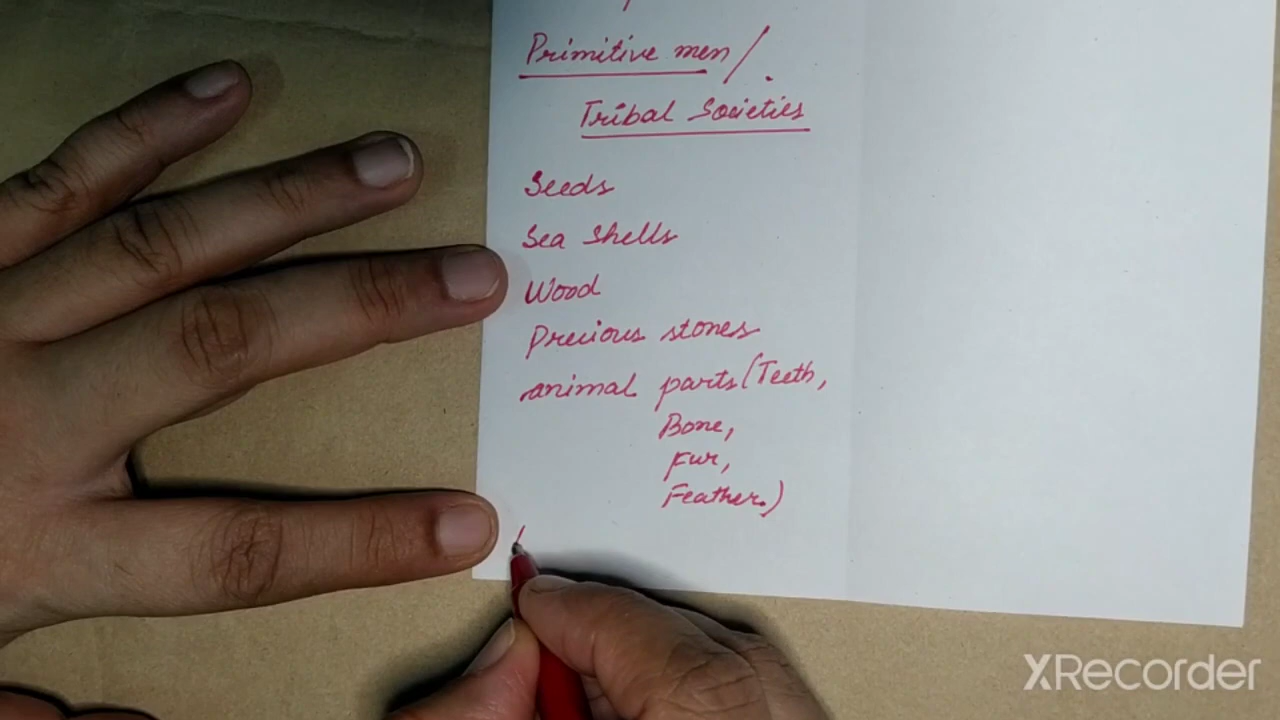 Primitive men /.
Tribal Societies
Seeds
Sea shells
Wood
Precious stones
animal parts (Teeth,
Bone,
Fur,
Feather.)
XRecorder